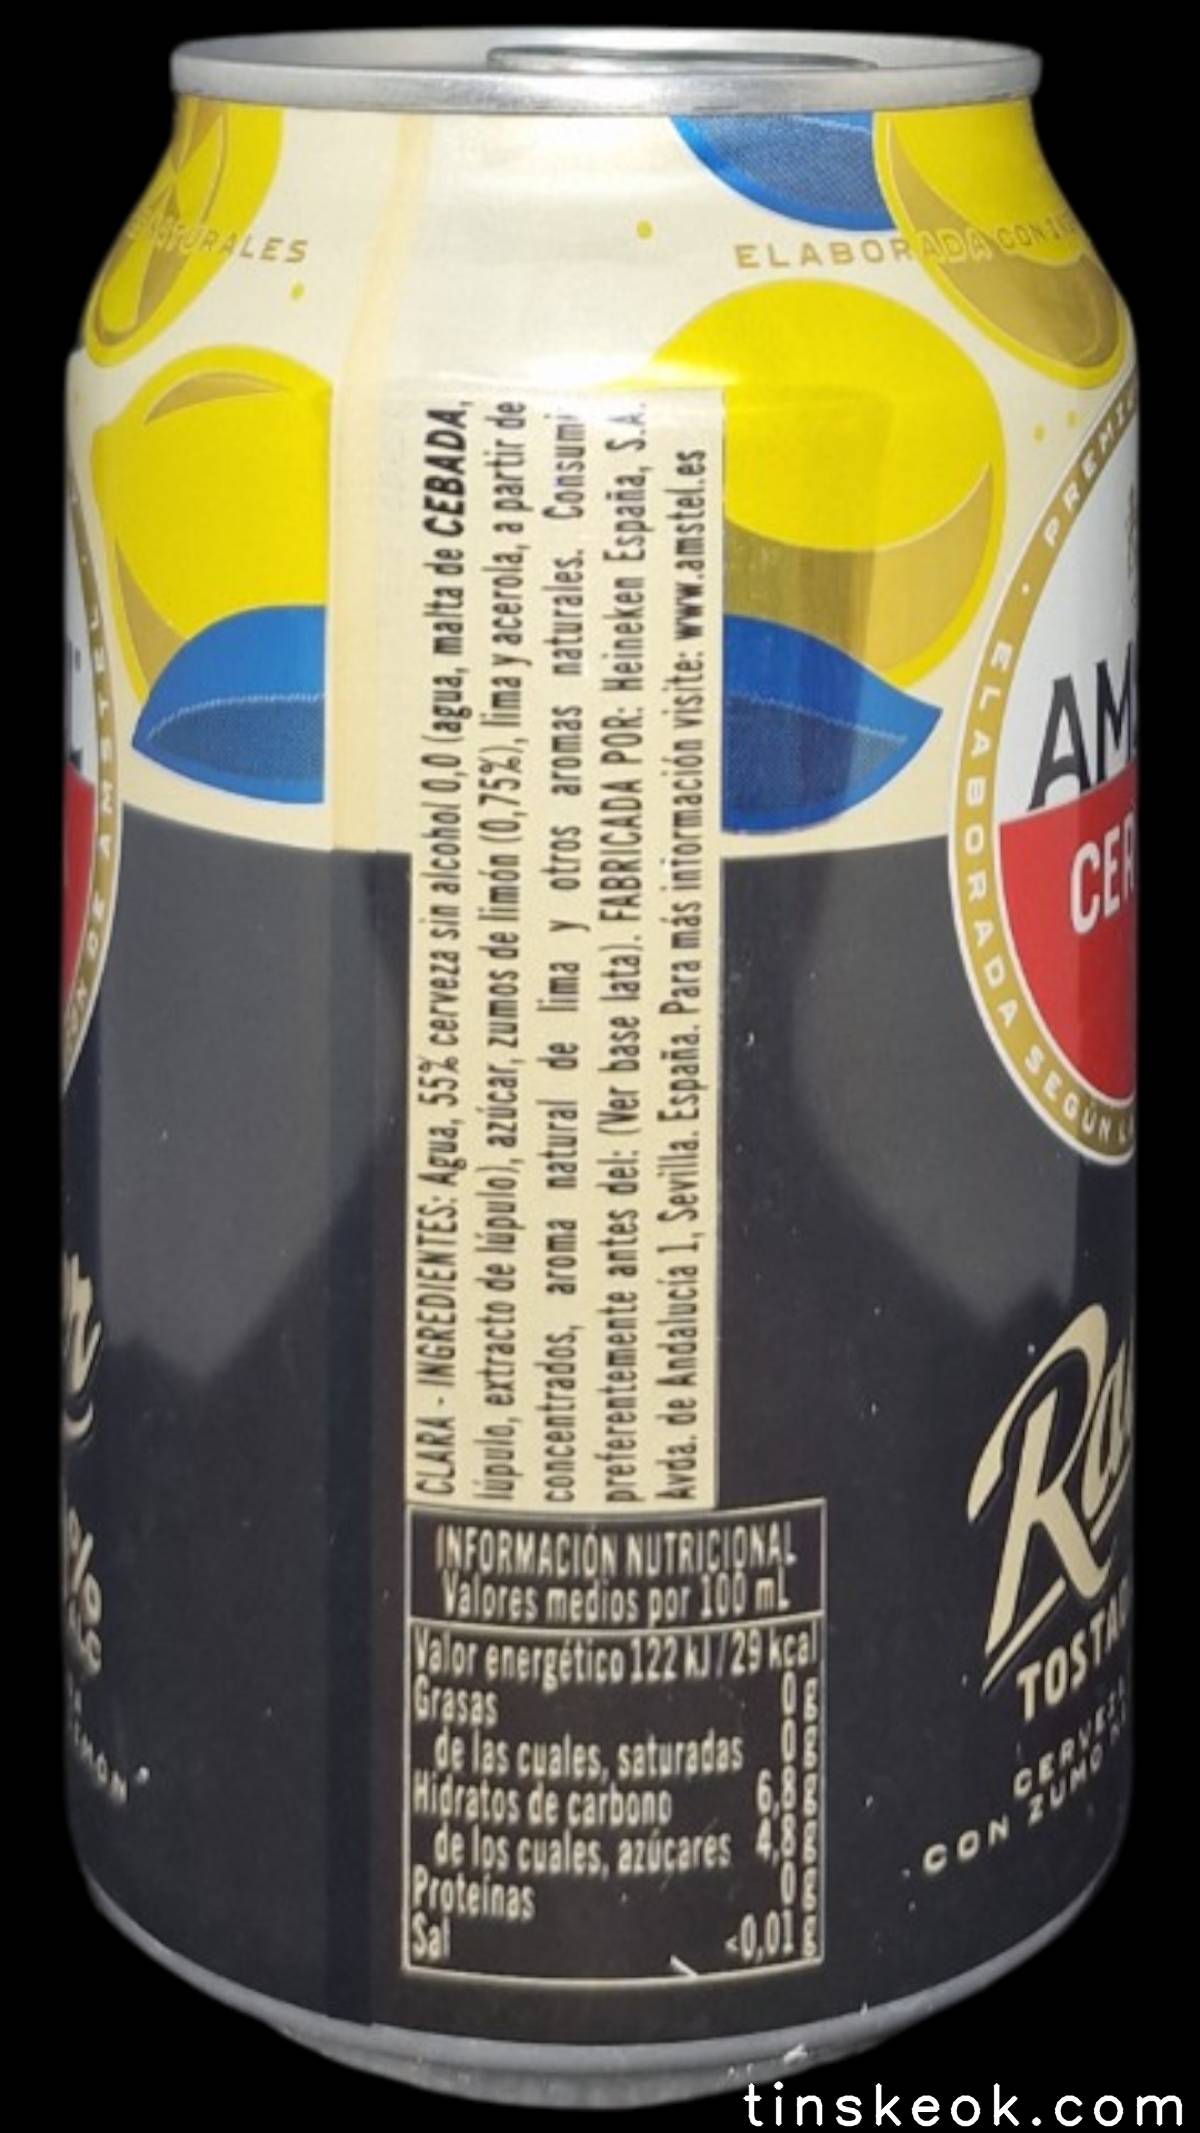 NATURALES
ELABORADA CON
CLARA - INGREDIENTES: Agua, 55% cerveza sin alcohol 0,0 (agua, malta de CEBADA,
lúpulo, extracto de lúpulo), azúcar, zumos de limón (0,75%), lima y acerola, a partir de
concentrados, aroma natural de lima y otros aromas naturales. Consumi
preferentemente antes del: (Ver base lata). FABRICADA POR: Heineken España, S.A.
Avda. de Andalucía 1, Sevilla. España. Para más información visite: www.amstel.es
INFORMACIÓN NUTRICIONAL
Valores medios por 100 mL
Valor energético 122 kJ/29 kcal
Grasas 0 g
de las cuales, saturadas 0 g
Hidratos de carbono 6,8 g
de los cuales, azúcares 4,8 g
Proteínas 0 g
Sal <0,01 g
ELABORADA SEGÚN LA
AM
CER
Ra
TOSTA
CON ZUMO
tinskeok.com